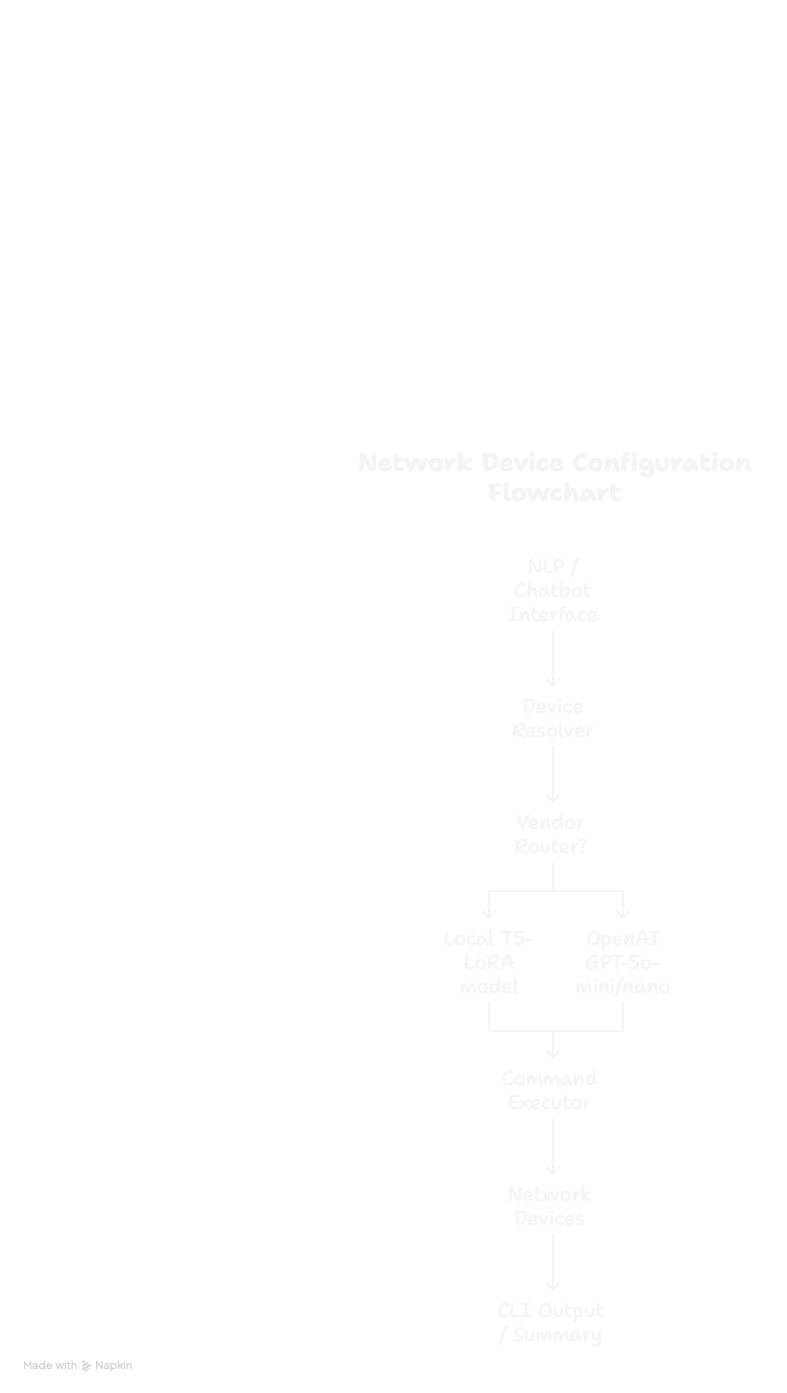 Network Device Configuration
Flowchart
NLP /
Chatbot
Interface
Device
Resolver
Vendor
Router?
Local T5-
LoRA
model
OpenAI
GPT-5o-
mini/nano
Command
Executor
Network
Devices
CLI Output
/ Summary
Made with Napkin